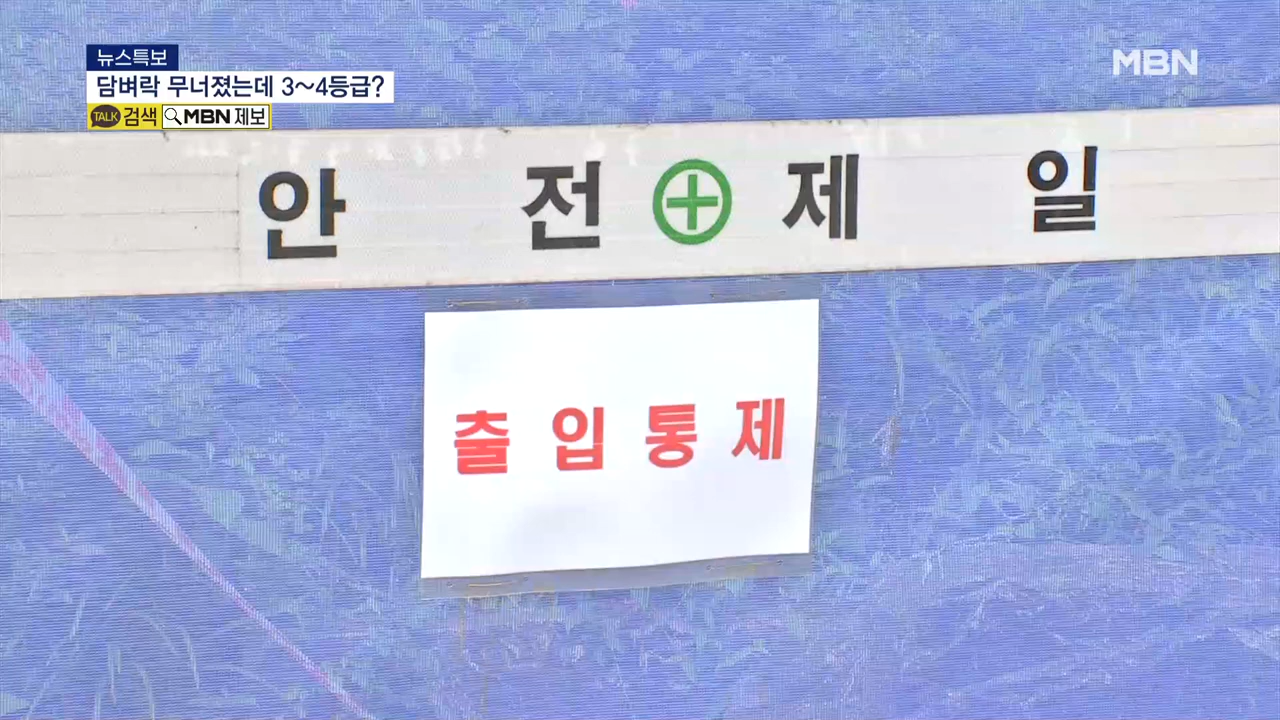 뉴스특보
MBN
담벼락 무너졌는데 3~4등급?
TALK 검색 MBN 제보
안 전 제 일
출 입 통 제